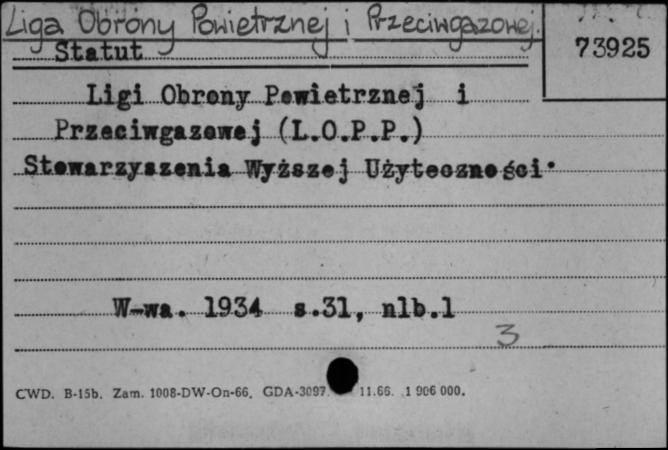 Liga Obrony Powietrznej i Przeciwgazowej.
73925
Statut
Ligi Obrony Powietrznej i
Przeciwgazowej (L.O.P.P.)
Stowarzyszenia Wyższej Użyteczności.
W-wa. 1934 s.31, nlb.1
3
CWD. B-15b. Zam. 1008-DW-On-66. GDA-3097. 11.66. 1 906 000.